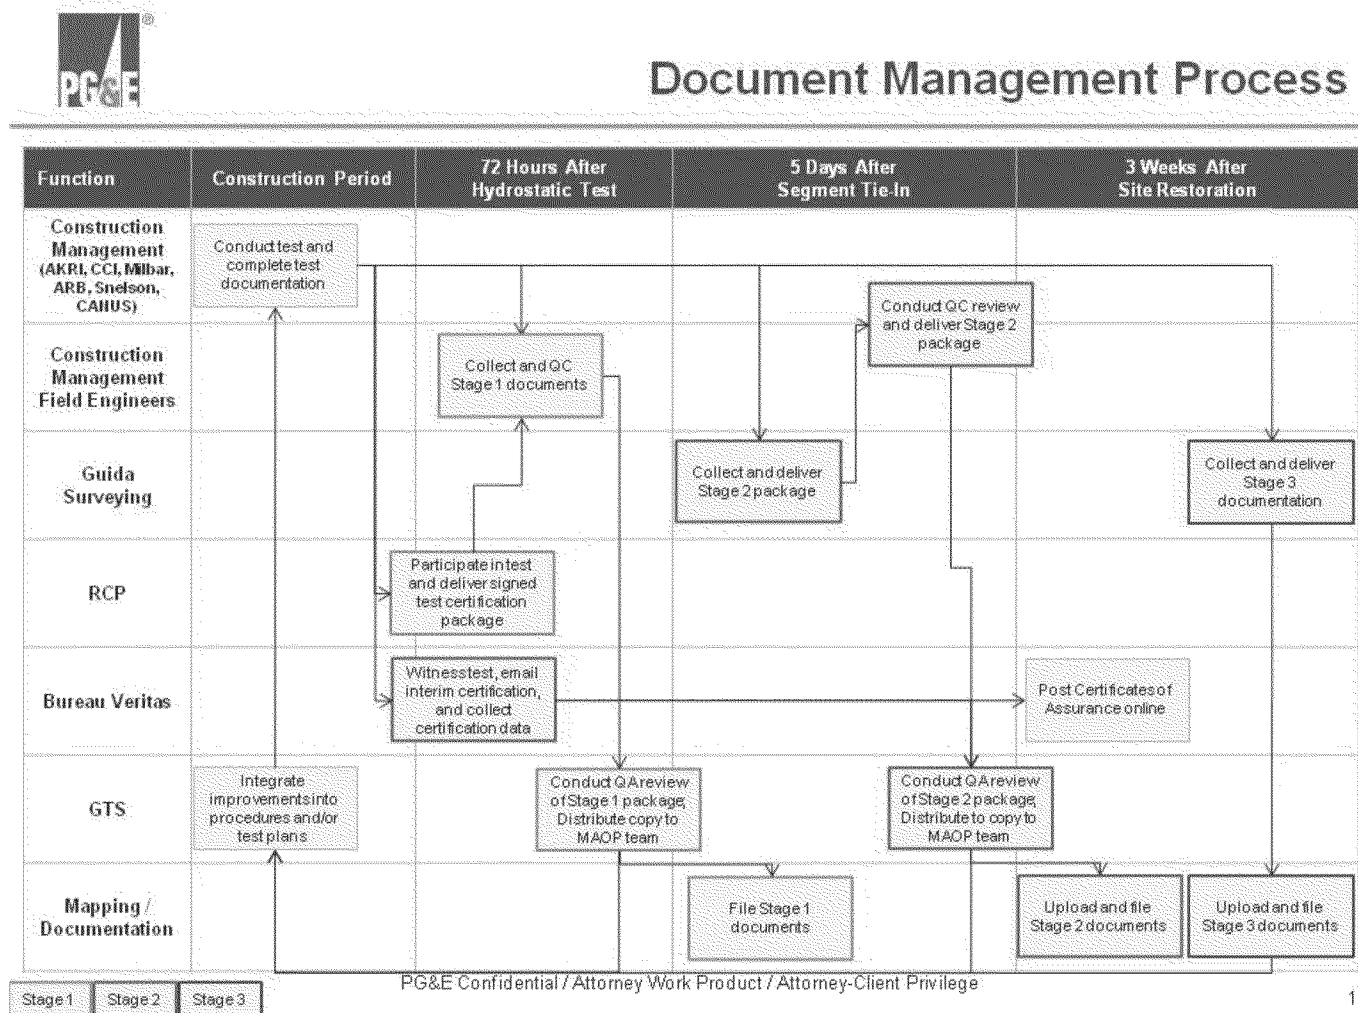 PG&E®
Document Management Process
Function
Construction Period
72 Hours After
Hydrostatic Test
5 Days After
Segment Tie-In
3 Weeks After
Site Restoration
Construction
Management
(AKRI, CCI, Milbar,
ARB, Snelson,
CANUS)
Conduct test and
complete test
documentation
Conduct QC review
and deliver Stage 2
package
Construction
Management
Field Engineers
Collect and QC
Stage 1 documents
Guida
Surveying
Collect and deliver
Stage 2 package
Collect and deliver
Stage 3
documentation
RCP
Participate in test
and deliver signed
test certification
package
Bureau Veritas
Witness test, email
interim certification,
and collect
certification data
Post Certificates of
Assurance online
GTS
Integrate
improvements into
procedures and/or
test plans
Conduct QA review
of Stage 1 package;
Distribute copy to
MAOP team
Conduct QA review
of Stage 2 package;
Distribute to copy to
MAOP team
Mapping /
Documentation
File Stage 1
documents
Upload and file
Stage 2 documents
Upload and file
Stage 3 documents
PG&E Confidential / Attorney Work Product / Attorney-Client Privilege
Stage 1
Stage 2
Stage 3
1